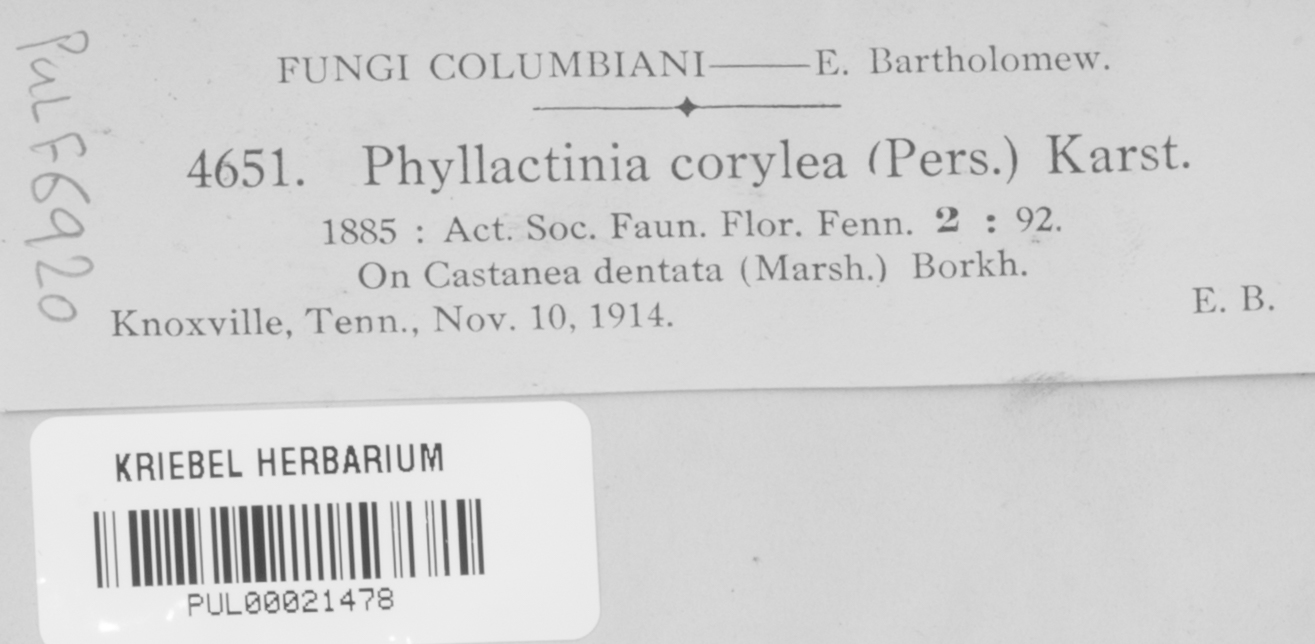 FUNGI COLUMBIANI——E. Bartholomew.
4651. Phyllactinia corylea (Pers.) Karst.
1885 : Act. Soc. Faun. Flor. Fenn. 2 : 92.
On Castanea dentata (Marsh.) Borkh.
Knoxville, Tenn., Nov. 10, 1914.
E. B.
PUL F6920
KRIEBEL HERBARIUM
PUL00021478